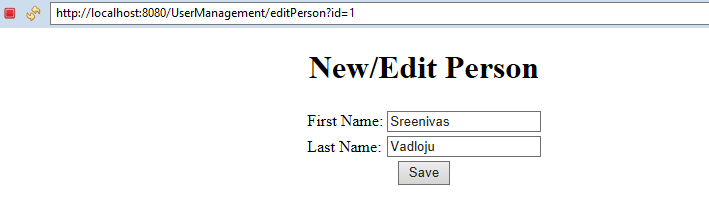 http://localhost:8080/UserManagement/editPerson?id=1
New/Edit Person
First Name: Sreenivas
Last Name: Vadloju
Save